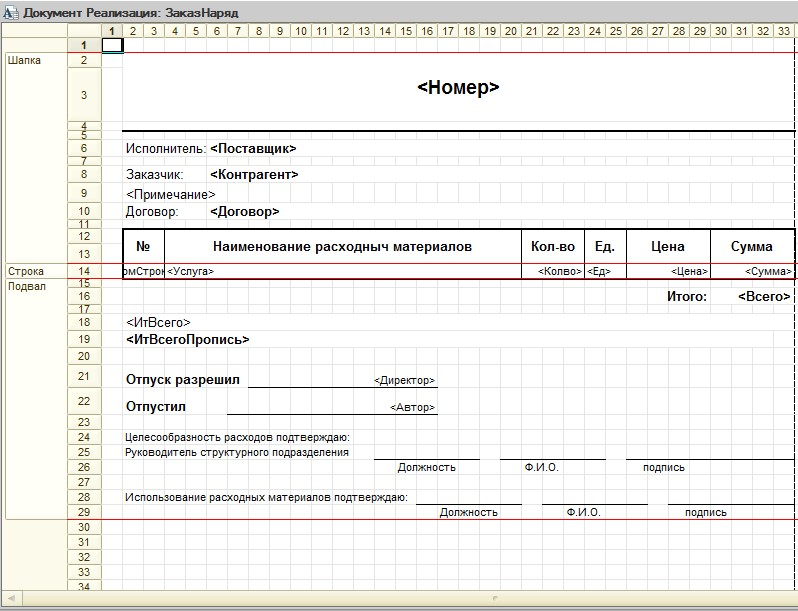 Документ Реализация: ЗаказНаряд
1 2 3 4 5 6 7 8 9 10 11 12 13 14 15 16 17 18 19 20 21 22 23 24 25 26 27 28 29 30 31 32 33
1
Шапка 2
3 <Номер>
4
5
6 Исполнитель: <Поставщик>
7
8 Заказчик: <Контрагент>
9 <Примечание>
10 Договор: <Договор>
11
12
№ Наименование расходныч материалов Кол-во Ед. Цена Сумма
13
Строка 14 омСтрок <Услуга> <Колво> <Ед> <Цена> <Сумма>
Подвал 15
16 Итого: <Всего>
17
18 <ИтВсего>
19 <ИтВсегоПропись>
20
21 Отпуск разрешил <Директор>
22 Отпустил <Автор>
23
24 Целесообразность расходов подтверждаю:
25 Руководитель структурного подразделения
26 Должность Ф.И.О. подпись
27
28 Использование расходных материалов подтверждаю:
29 Должность Ф.И.О. подпись
30
31
32
33
34